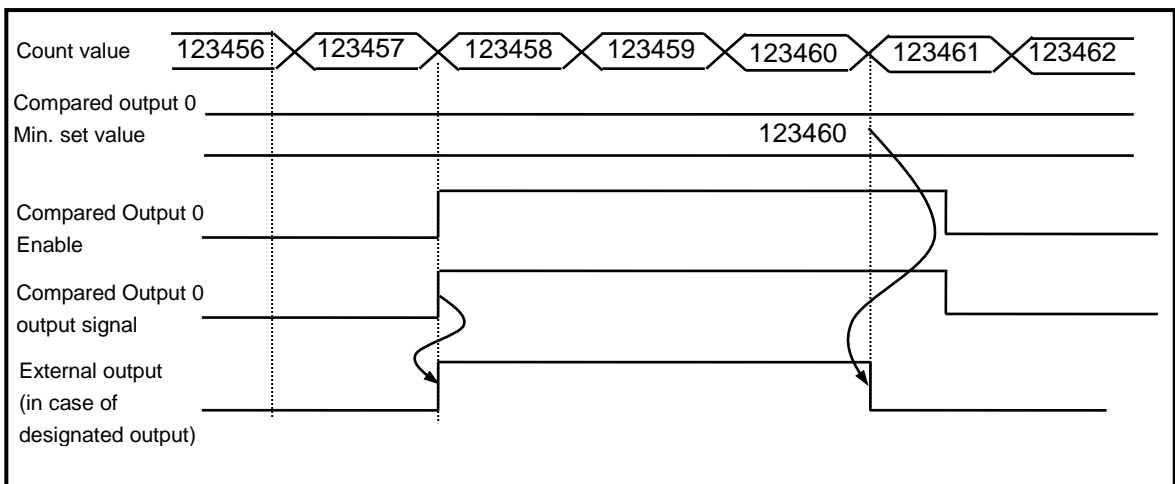 Count value 123456 123457 123458 123459 123460 123461 123462
Compared output 0
Min. set value 123460
Compared Output 0
Enable
Compared Output 0
output signal
External output
(in case of
designated output)